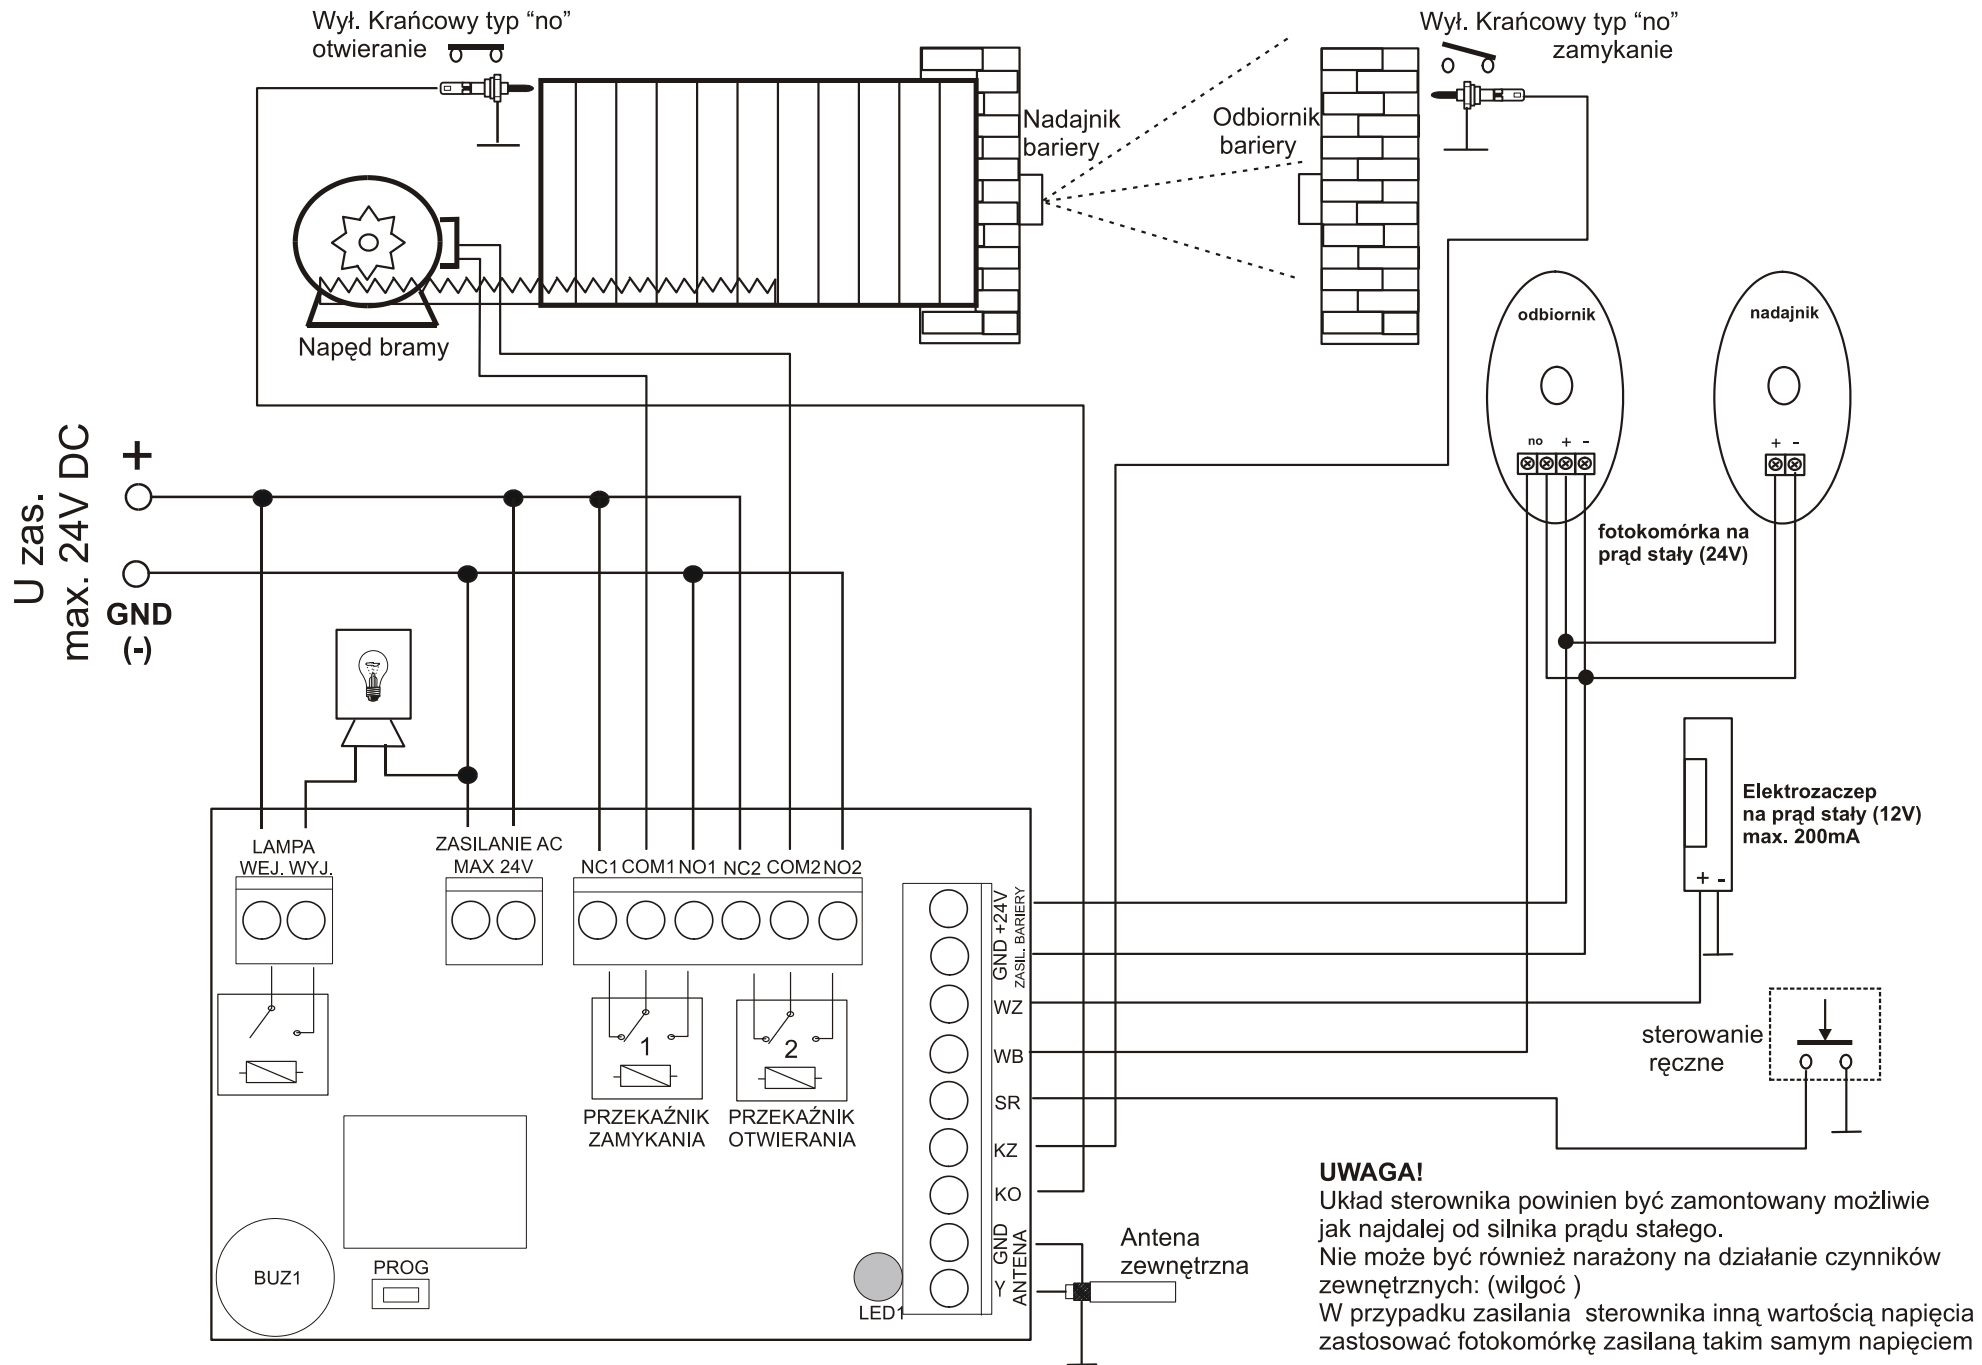 Wył. Krańcowy typ “no”
otwieranie
Wył. Krańcowy typ “no”
zamykanie
Nadajnik
bariery
Odbiornik
bariery
Napęd bramy
odbiornik
no + -
nadajnik
+ -
fotokomórka na
prąd stały (24V)
U zas.
max. 24V DC
+
GND
(-)
Elektrozaczep
na prąd stały (12V)
max. 200mA
+ -
LAMPA
WEJ. WYJ.
ZASILANIE AC
MAX 24V
NC1 COM1 NO1 NC2 COM2 NO2
1
2
PRZEKAŹNIK
ZAMYKANIA
PRZEKAŹNIK
OTWIERANIA
GND +24V
ZASIL. BARIERY
WZ
WB
SR
KZ
KO
GND
Y
ANTENA
sterowanie
ręczne
BUZ1
PROG
LED1
Antena
zewnętrzna
UWAGA!
Układ sterownika powinien być zamontowany możliwie
jak najdalej od silnika prądu stałego.
Nie może być również narażony na działanie czynników
zewnętrznych: (wilgoć )
W przypadku zasilania sterownika inną wartością napięcia
zastosować fotokomórkę zasilaną takim samym napięciem